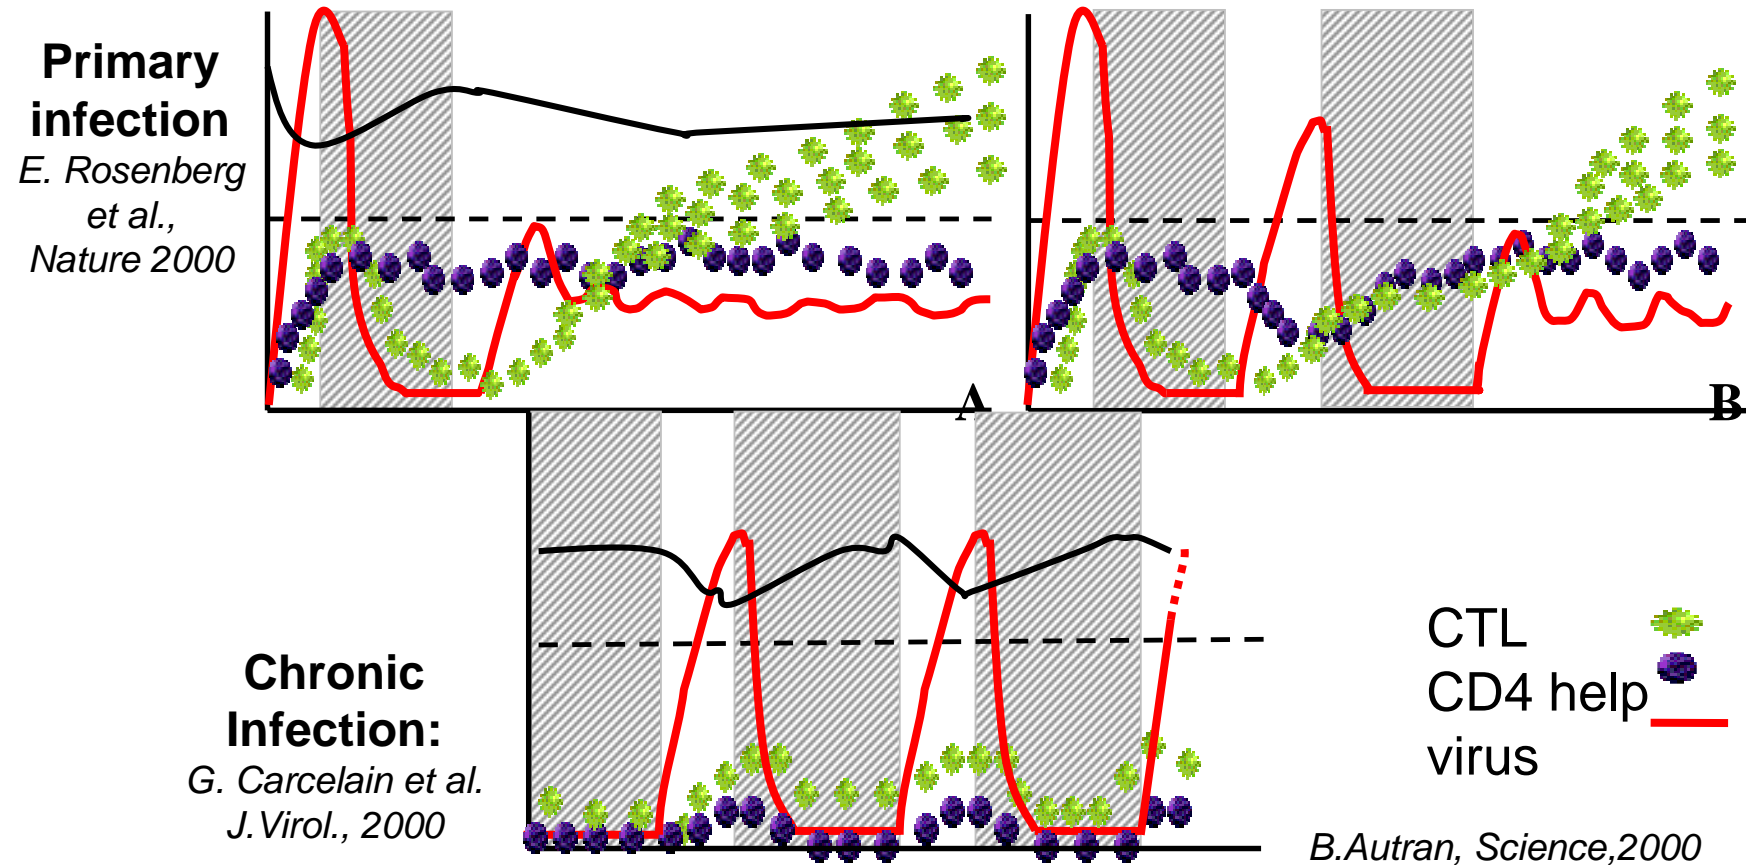 Primary
infection
E. Rosenberg
et al.,
Nature 2000
A
B
Chronic
Infection:
G. Carcelain et al.
J.Virol., 2000
CTL
CD4 help
virus
B.Autran, Science,2000